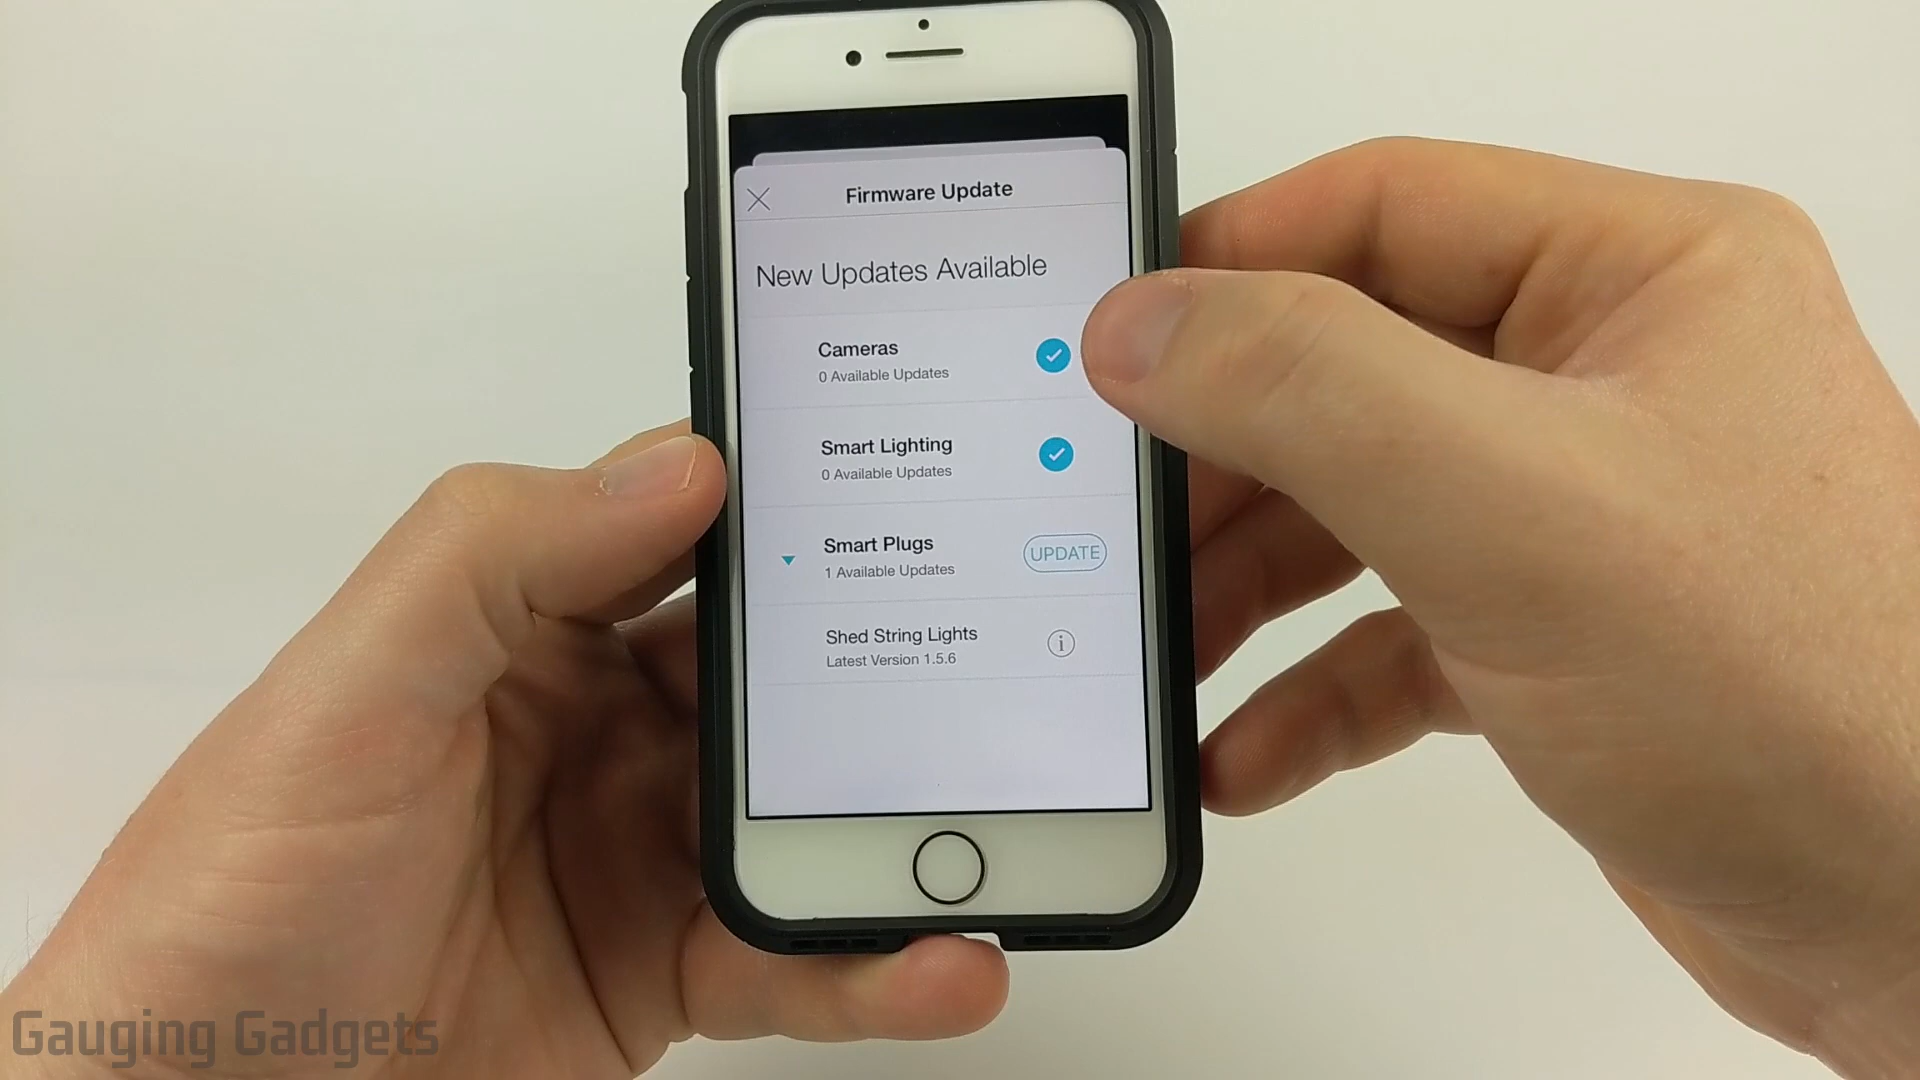 Firmware Update
New Updates Available
Cameras
0 Available Updates
Smart Lighting
0 Available Updates
Smart Plugs
1 Available Updates
UPDATE
Shed String Lights
Latest Version 1.5.6
i
Gauging Gadgets